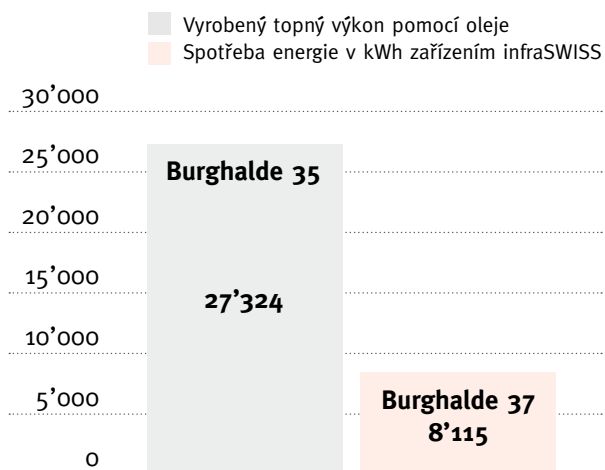 Vyrobený topný výkon pomocí oleje
Spotřeba energie v kWh zařízením infraSWISS
30’000
25’000
20’000
15’000
10’000
5’000
0
Burghalde 35
27’324
Burghalde 37
8’115